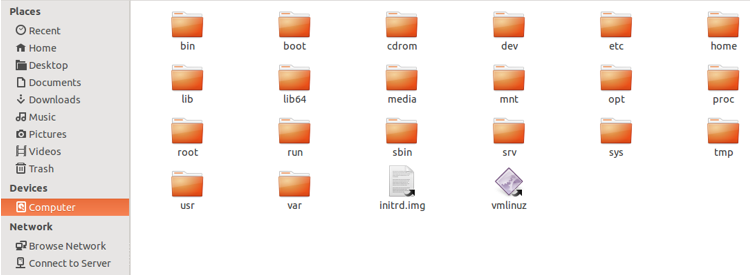 Places
Recent
Home
Desktop
Documents
Downloads
Music
Pictures
Videos
Trash
Devices
Computer
Network
Browse Network
Connect to Server
bin boot cdrom dev etc home
lib lib64 media mnt opt proc
root run sbin srv sys tmp
usr var initrd.img vmlinuz